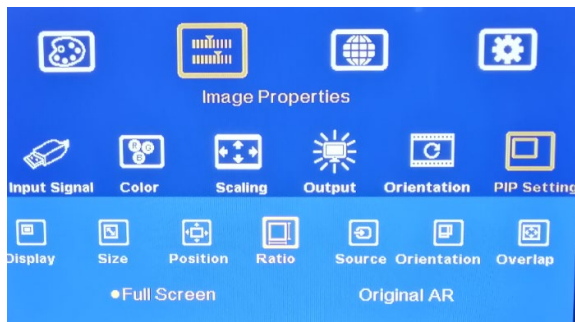 Image Properties
Input Signal Color Scaling Output Orientation PIP Setting
Display Size Position Ratio Source Orientation Overlap
●Full Screen Original AR